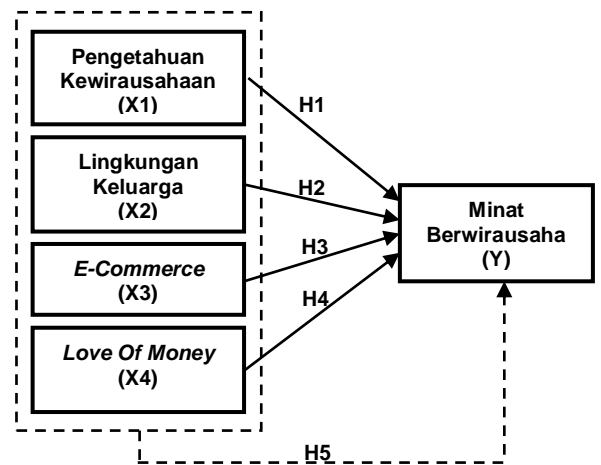 Pengetahuan
Kewirausahaan
(X1)
H1
Lingkungan
Keluarga
(X2)
H2
Minat
Berwirausaha
(Y)
E-Commerce
(X3)
H3
H4
Love Of Money
(X4)
H5